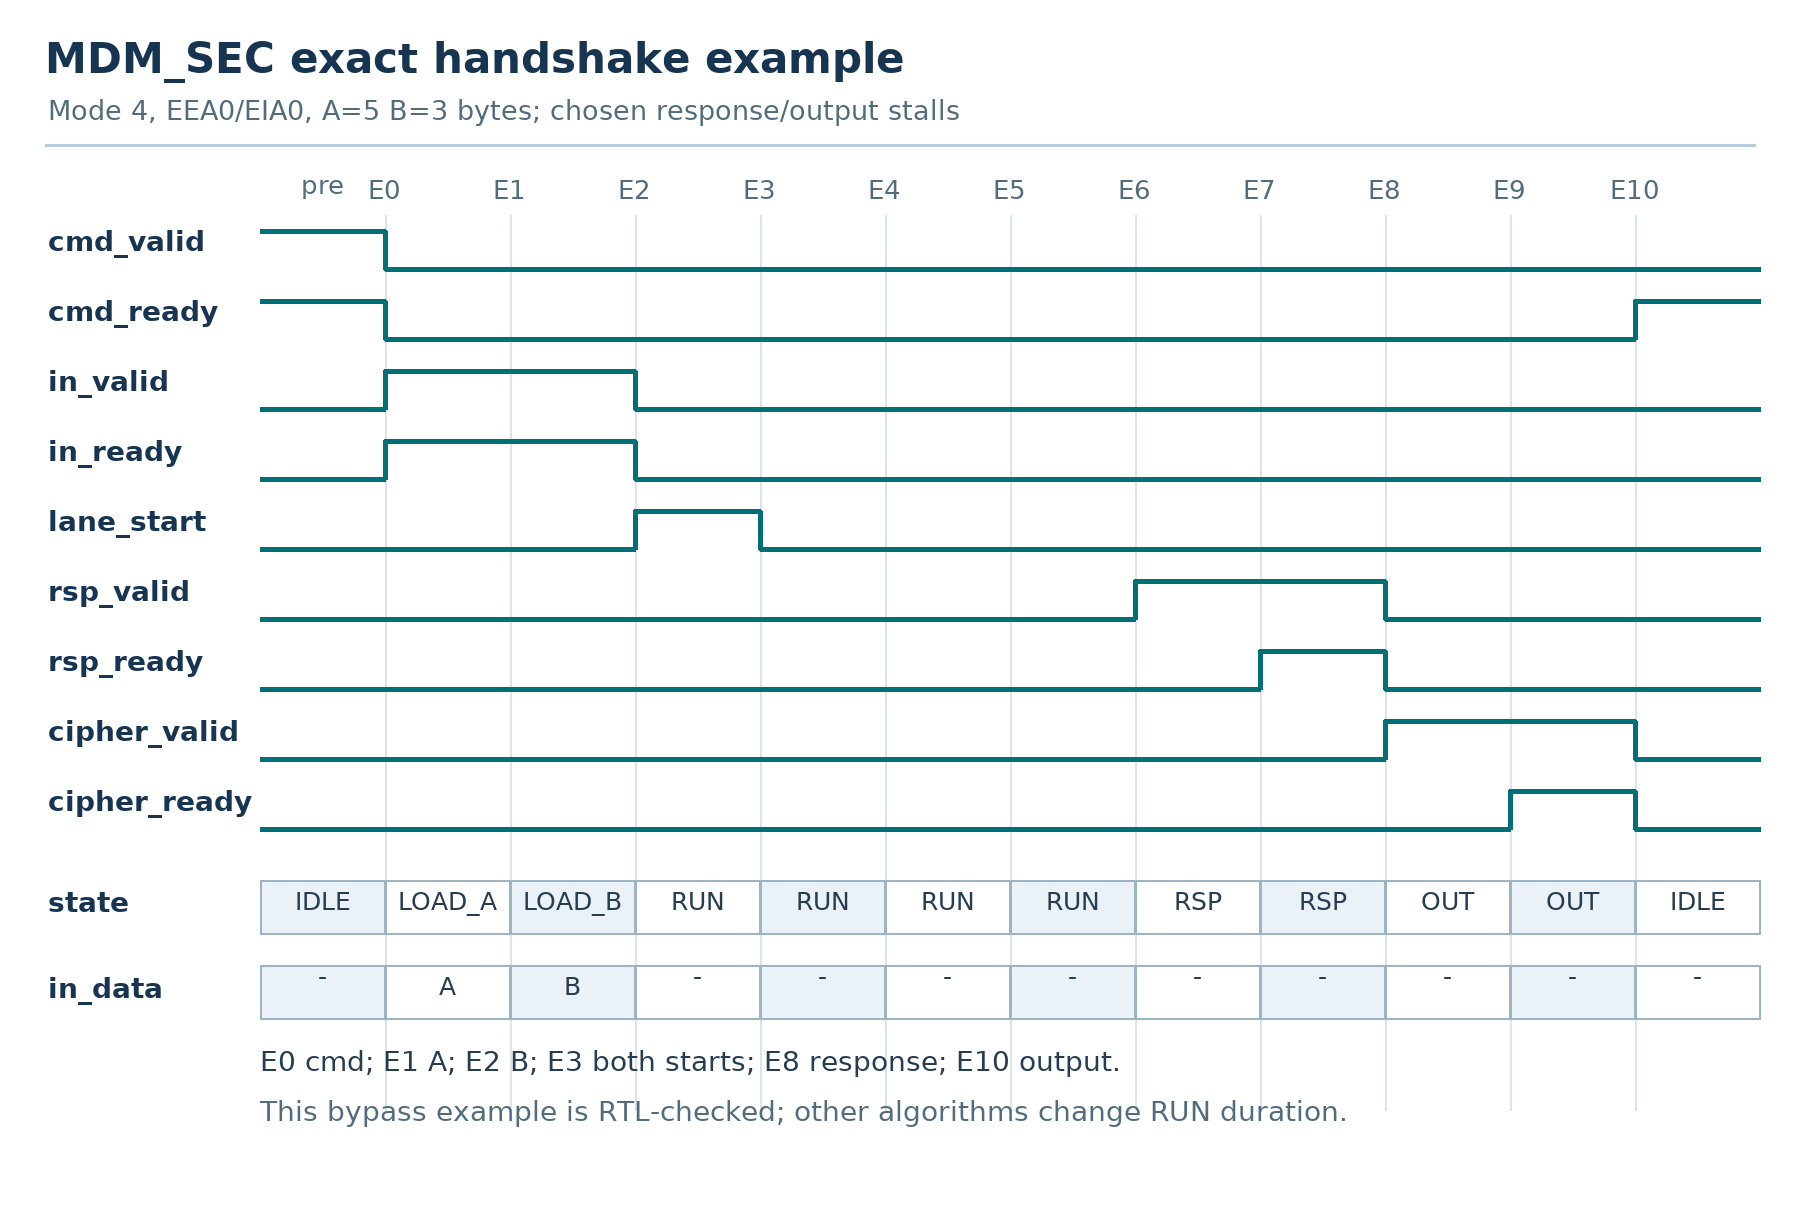 MDM_SEC exact handshake example
Mode 4, EEA0/EIA0, A=5 B=3 bytes; chosen response/output stalls
pre E0 E1 E2 E3 E4 E5 E6 E7 E8 E9 E10
cmd_valid
cmd_ready
in_valid
in_ready
lane_start
rsp_valid
rsp_ready
cipher_valid
cipher_ready
state IDLE LOAD_A LOAD_B RUN RUN RUN RUN RSP RSP OUT OUT IDLE
in_data - A B - - - - - - - - -
E0 cmd; E1 A; E2 B; E3 both starts; E8 response; E10 output.
This bypass example is RTL-checked; other algorithms change RUN duration.